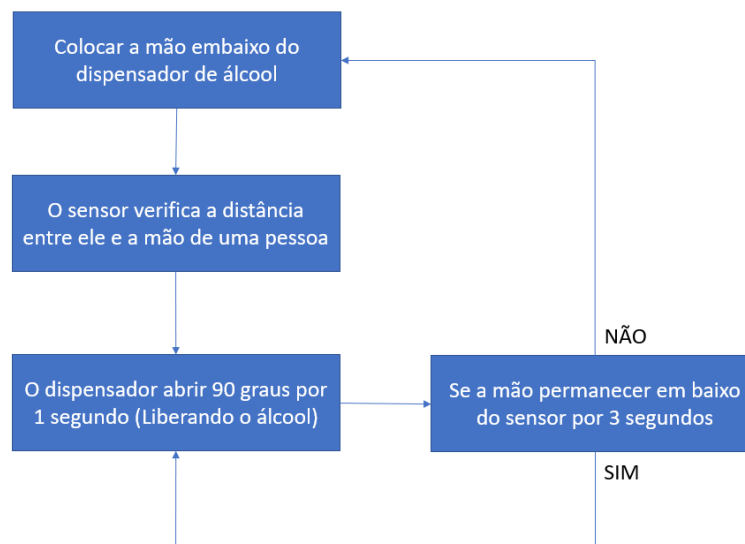 Colocar a mão embaixo do
dispensador de álcool
O sensor verifica a distância
entre ele e a mão de uma pessoa
O dispensador abrir 90 graus por
1 segundo (Liberando o álcool)
NÃO
Se a mão permanecer em baixo
do sensor por 3 segundos
SIM